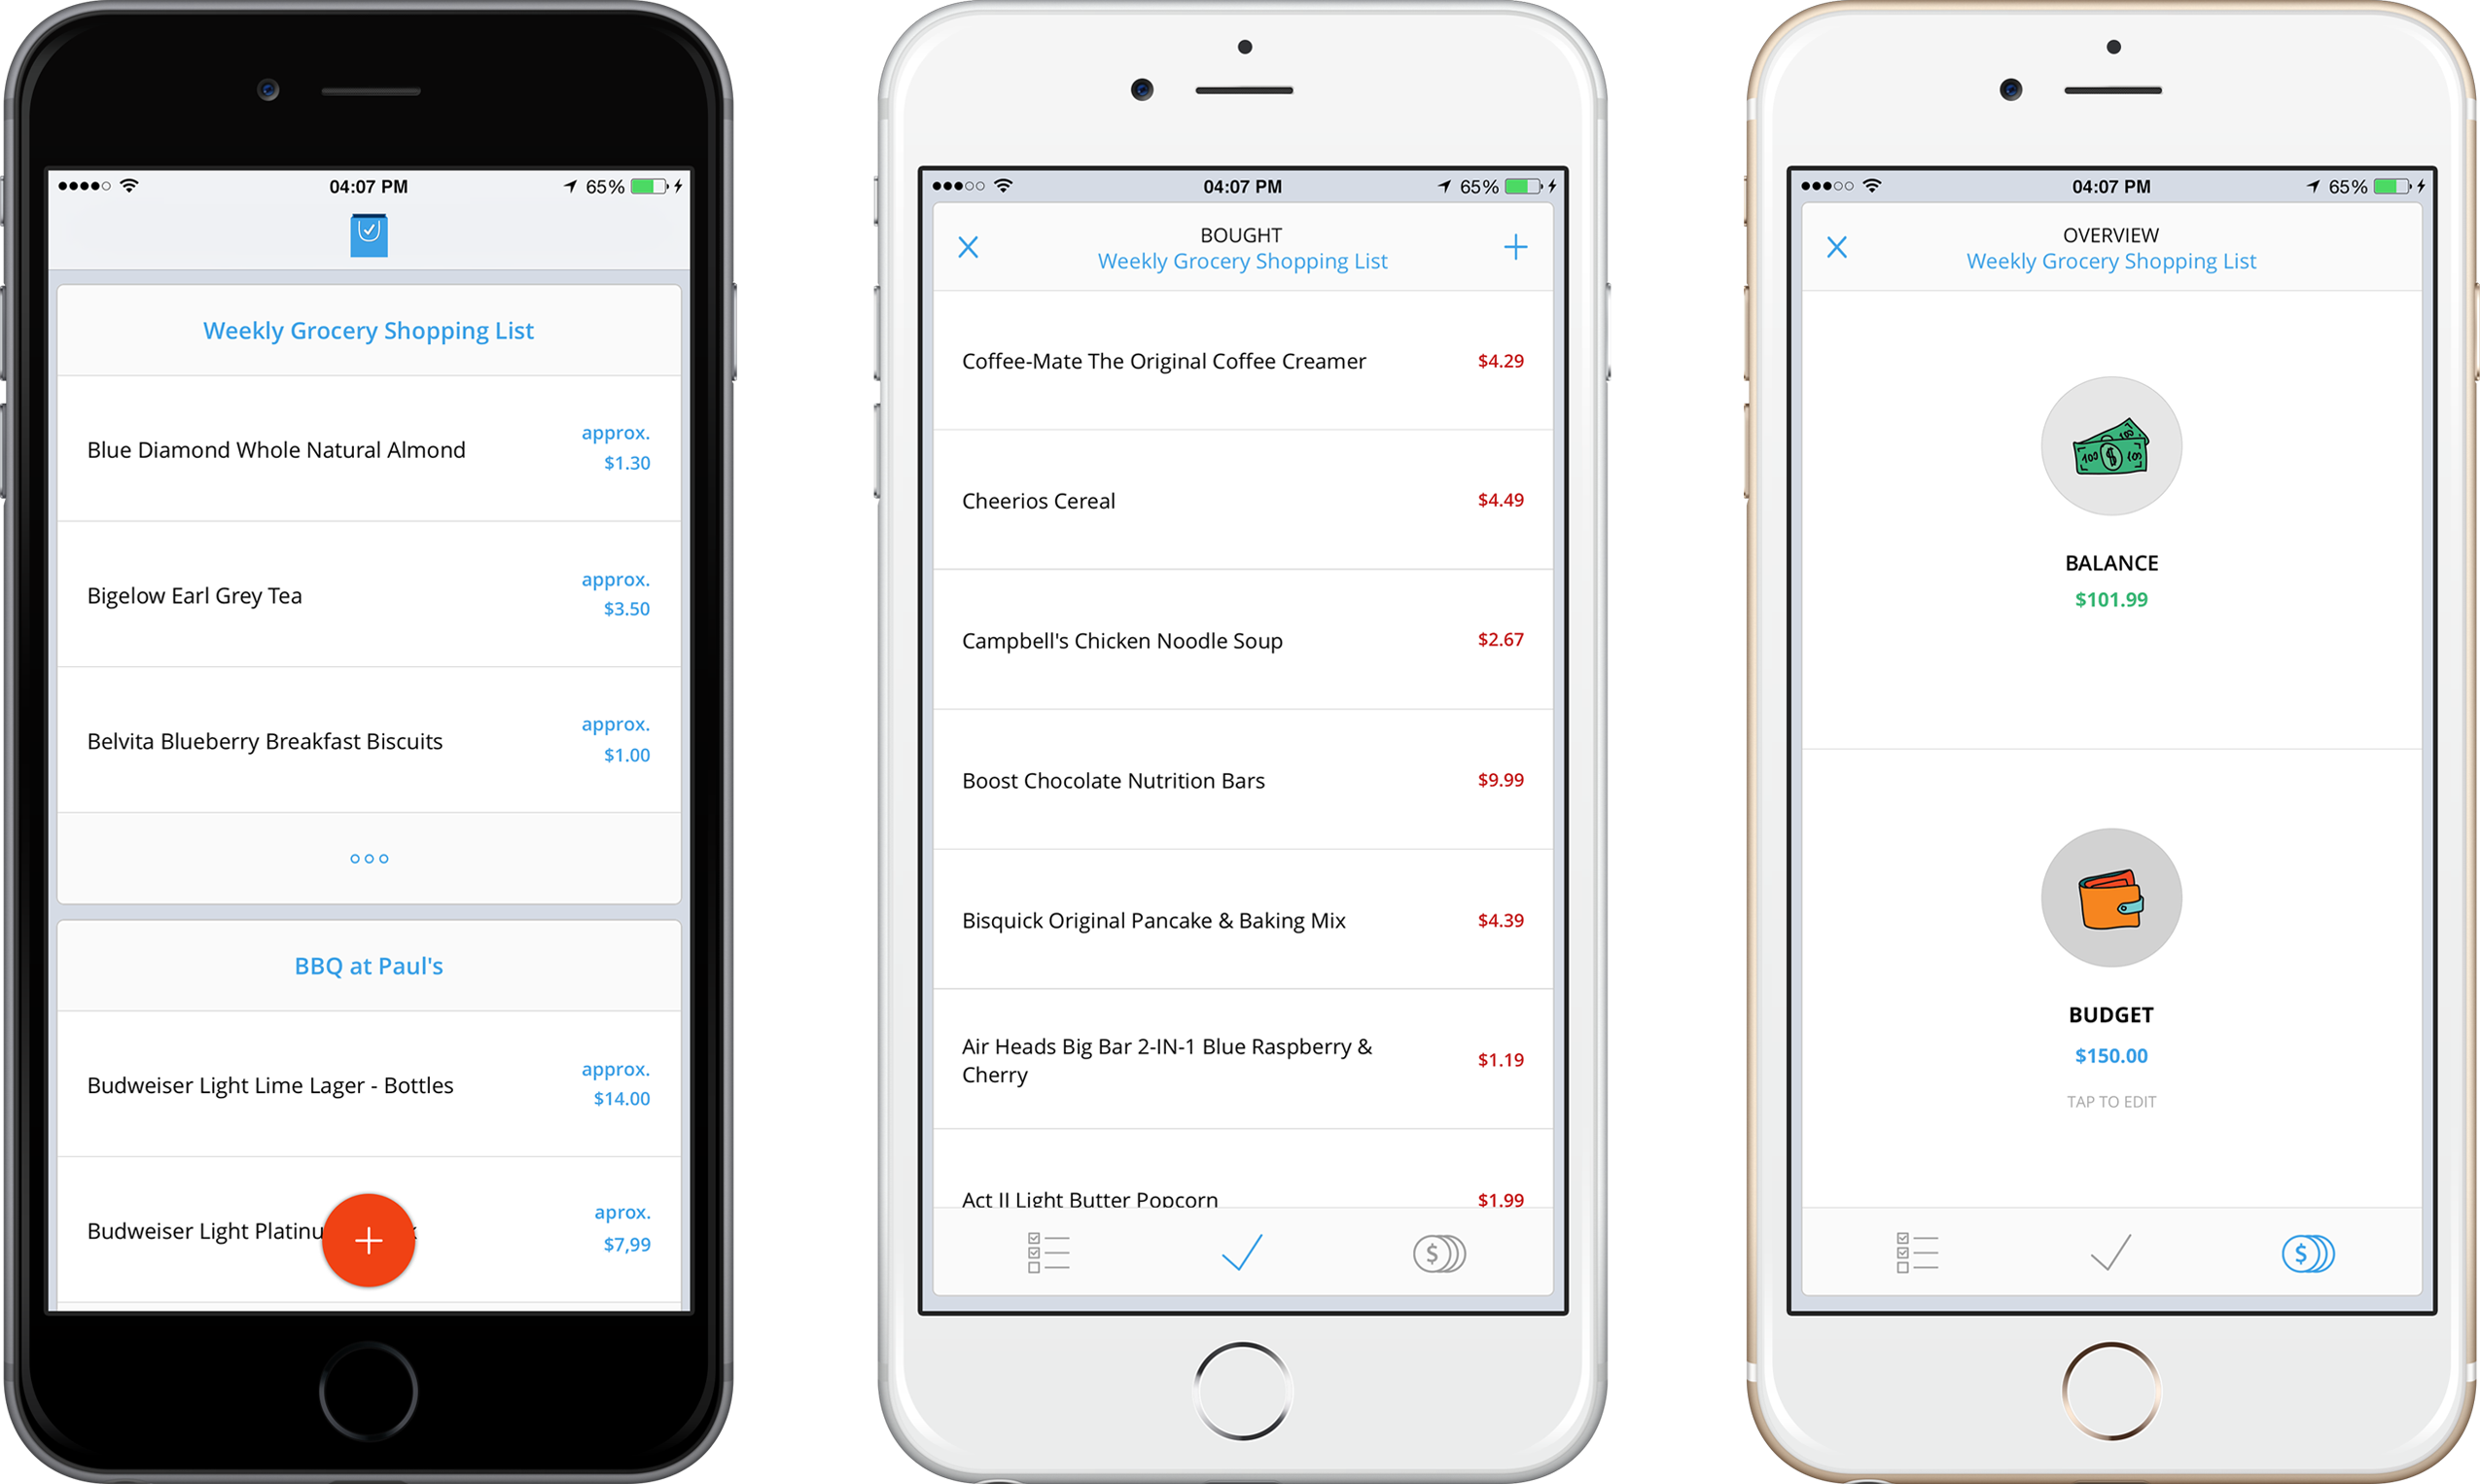 04:07 PM
65%
Weekly Grocery Shopping List
Blue Diamond Whole Natural Almond
approx.
$1.30
Bigelow Earl Grey Tea
approx.
$3.50
Belvita Blueberry Breakfast Biscuits
approx.
$1.00
BBQ at Paul's
Budweiser Light Lime Lager - Bottles
approx.
$14.00
Budweiser Light
aprox.
$7,99
04:07 PM
65%
BOUGHT
Weekly Grocery Shopping List
Coffee-Mate The Original Coffee Creamer
$4.29
Cheerios Cereal
$4.49
Campbell's Chicken Noodle Soup
$2.67
Boost Chocolate Nutrition Bars
$9.99
Bisquick Original Pancake & Baking Mix
$4.39
Air Heads Big Bar 2-IN-1 Blue Raspberry &
Cherry
$1.19
Act II Light Butter Popcorn
$1.99
$
04:07 PM
65%
OVERVIEW
Weekly Grocery Shopping List
100 $ 100
BALANCE
$101.99
BUDGET
$150.00
TAP TO EDIT
$